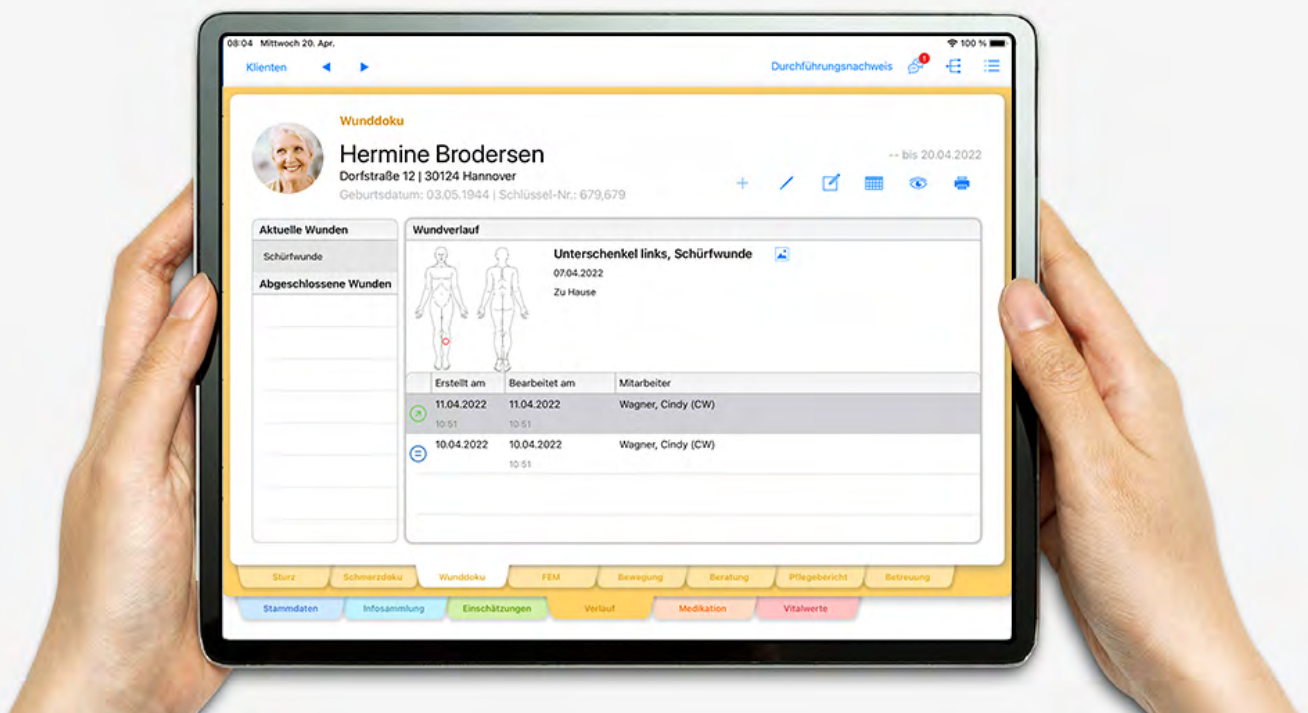 08:04 Mittwoch 20. Apr.
100 %
Klienten
Durchführungsnachweis
1
Wunddoku
Hermine Brodersen
-- bis 20.04.2022
Dorfstraße 12 | 30124 Hannover
Geburtsdatum: 03.05.1944 | Schlüssel-Nr.: 679,679
Aktuelle Wunden
Schürfwunde
Abgeschlossene Wunden
Wundverlauf
Unterschenkel links, Schürfwunde
07.04.2022
Zu Hause
Erstellt am Bearbeitet am Mitarbeiter
11.04.2022 11.04.2022 Wagner, Cindy (CW)
10:51 10:51
10.04.2022 10.04.2022 Wagner, Cindy (CW)
10:51
Sturz Schmerzdoku Wunddoku FEM Bewegung Beratung Pflegebericht Betreuung
Stammdaten Infosammlung Einschätzungen Verlauf Medikation Vitalwerte